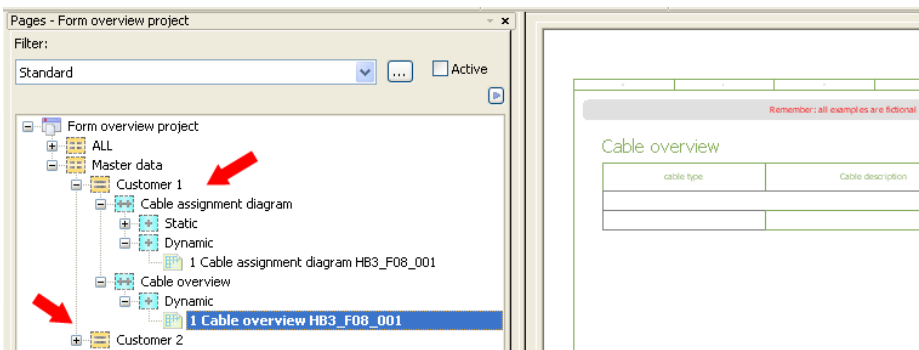 Pages - Form overview project
Filter:
Standard
...
Active
Form overview project
ALL
Master data
Customer 1
Cable assignment diagram
Static
Dynamic
1 Cable assignment diagram HB3_F08_001
Cable overview
Dynamic
1 Cable overview HB3_F08_001
Customer 2
Remember: all examples are fictional
Cable overview
cable type Cable description